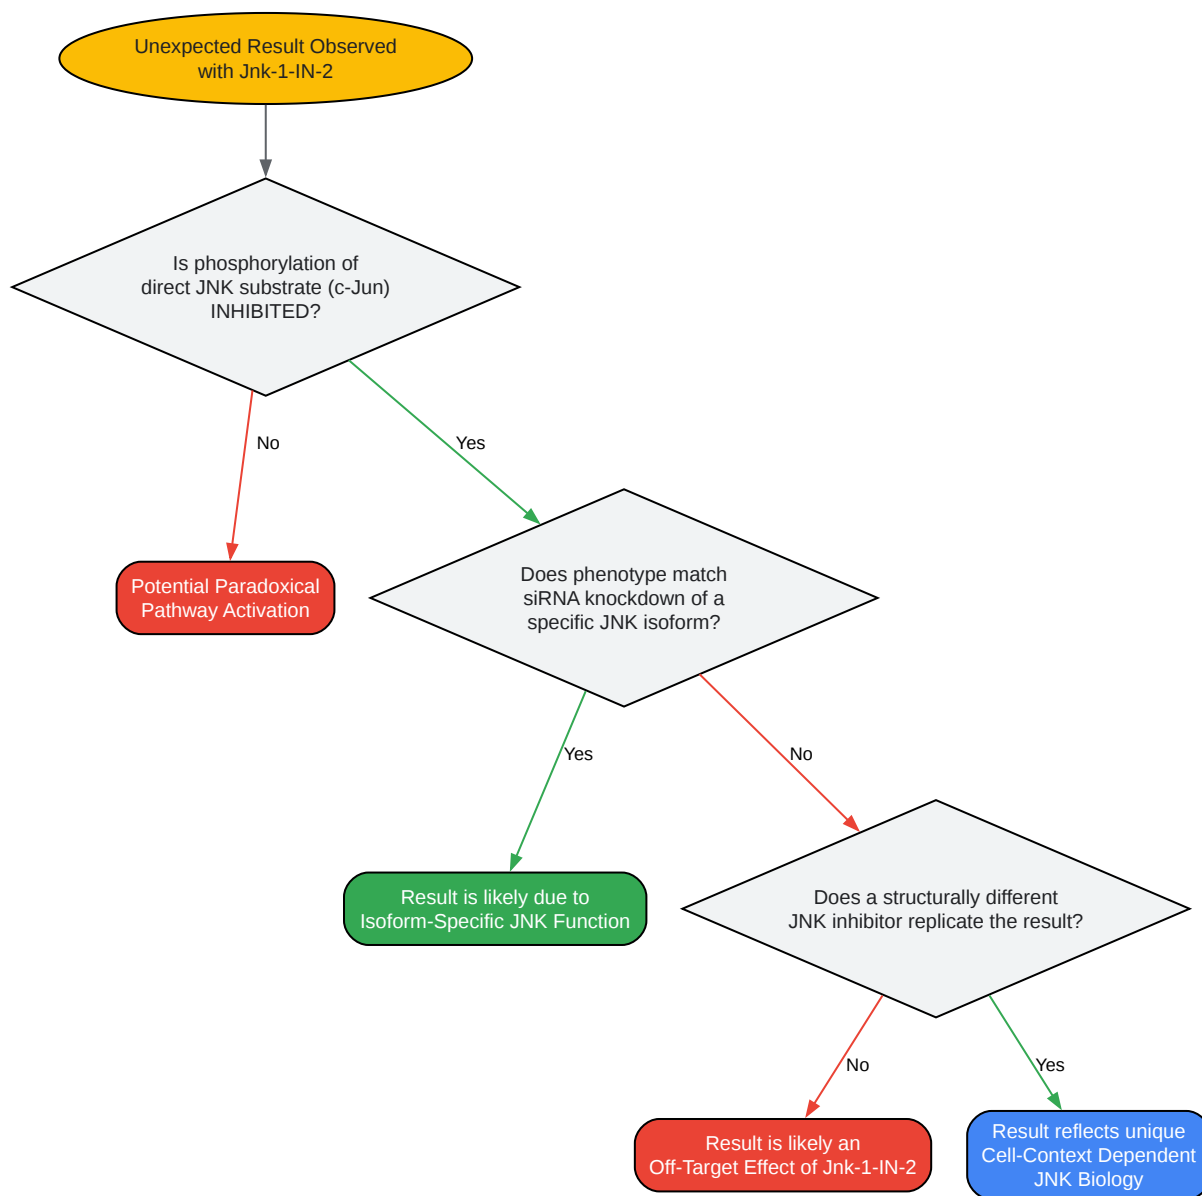 Unexpected Result Observed
with Jnk-1-IN-2
Is phosphorylation of
direct JNK substrate (c-Jun)
INHIBITED?
No
Yes
Potential Paradoxical
Pathway Activation
Does phenotype match
siRNA knockdown of a
specific JNK isoform?
Yes
No
Result is likely due to
Isoform-Specific JNK Function
Does a structurally different
JNK inhibitor replicate the result?
No
Yes
Result is likely an
Off-Target Effect of Jnk-1-IN-2
Result reflects unique
Cell-Context Dependent
JNK Biology